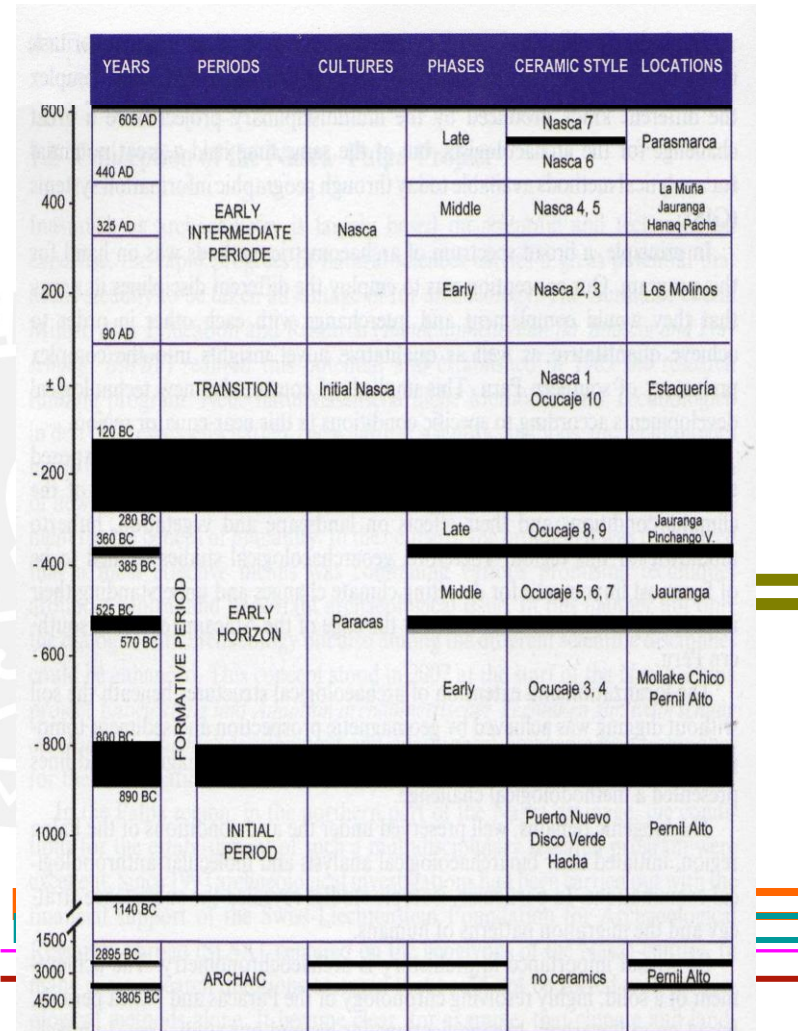 YEARS PERIODS CULTURES PHASES CERAMIC STYLE LOCATIONS
600
605 AD
Nasca 7
Late
Parasmarca
Nasca 6
440 AD
400
Middle
Nasca 4, 5
La Muña
Jauranga
Hanaq Pacha
EARLY
INTERMEDIATE
PERIODE
Nasca
325 AD
200
Early
Nasca 2, 3
Los Molinos
90 AD
± 0
TRANSITION
Initial Nasca
Nasca 1
Ocucaje 10
Estaquería
120 BC
- 200
280 BC
360 BC
385 BC
Late
Ocucaje 8, 9
Jauranga
Pinchango V.
- 400
FORMATIVE PERIOD
EARLY
HORIZON
Paracas
Middle
Ocucaje 5, 6, 7
Jauranga
525 BC
570 BC
- 600
Early
Ocucaje 3, 4
Mollake Chico
Pernil Alto
- 800
800 BC
890 BC
1000
INITIAL
PERIOD
Puerto Nuevo
Disco Verde
Hacha
Pernil Alto
1140 BC
1500
2895 BC
3000
ARCHAIC
no ceramics
Pernil Alto
3805 BC
4500